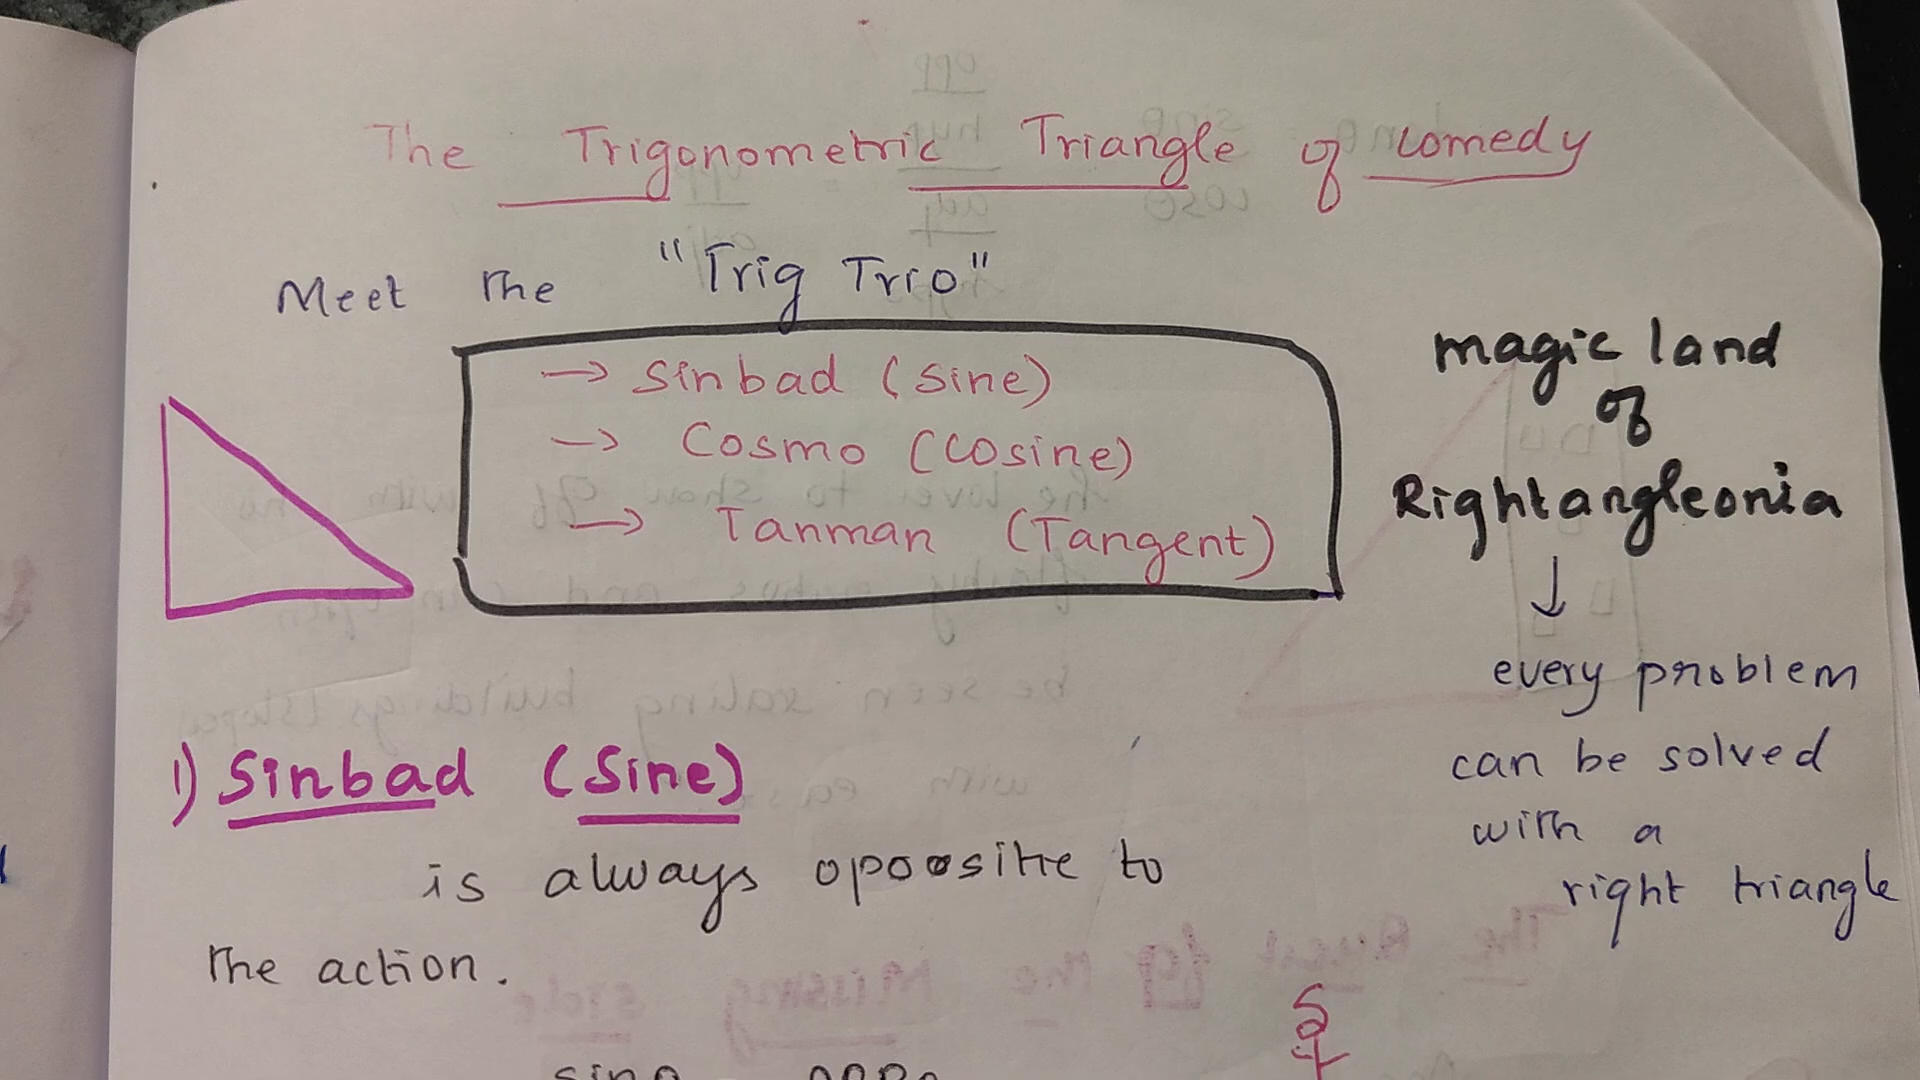 The Trigonometric Triangle of comedy
Meet the "Trig Trio"
→ Sinbad (Sine)
→ Cosmo (Cosine)
→ Tanman (Tangent)
magic land
of
Rightangleonia
↓
every problem
can be solved
with a
right triangle
1) Sinbad (Sine)
is always opoosite to
the action.